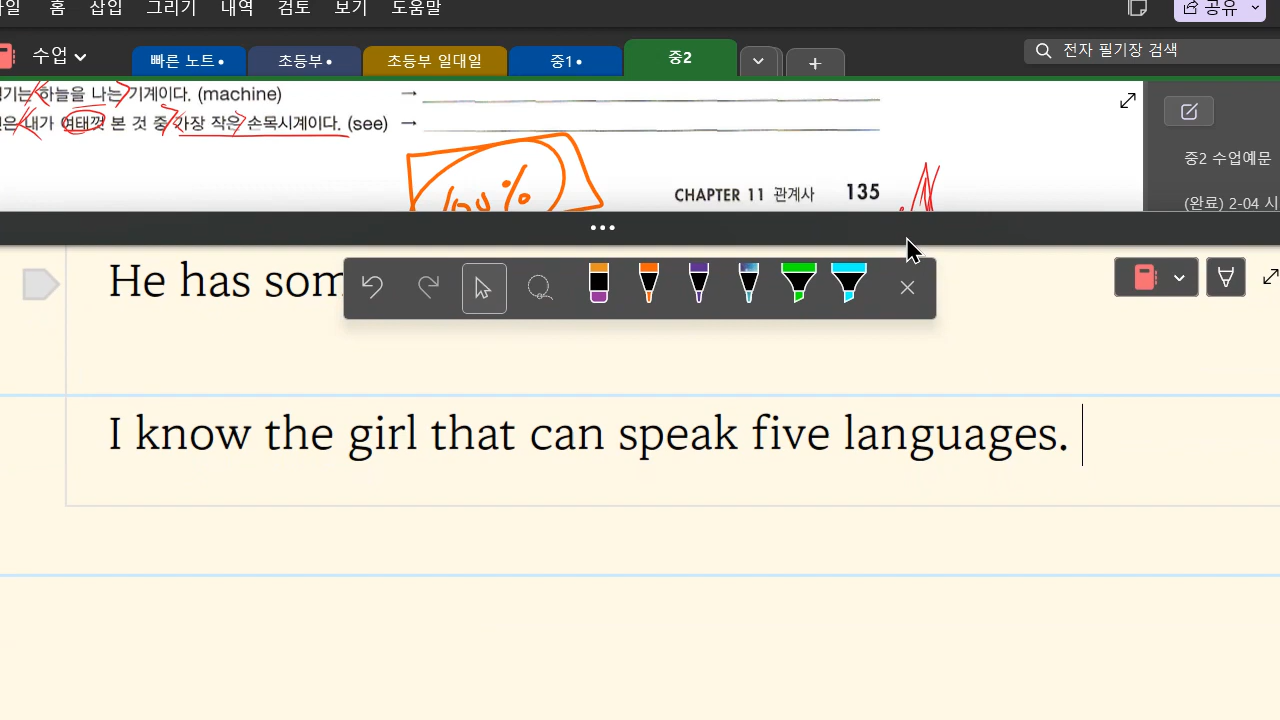 홈 삽입 그리기 내역 검토 보기 도움말
공유
수업 빠른 노트 초등부 초등부 일대일 중1 중2 + 전자 필기장 검색
하늘을 나는 기계이다. (machine) →
내가 여태껏 본 것 중 가장 작은 손목시계이다. (see) →
중2 수업예문
100%
CHAPTER 11 관계사 135
(완료) 2-04 시
He has som
I know the girl that can speak five languages.